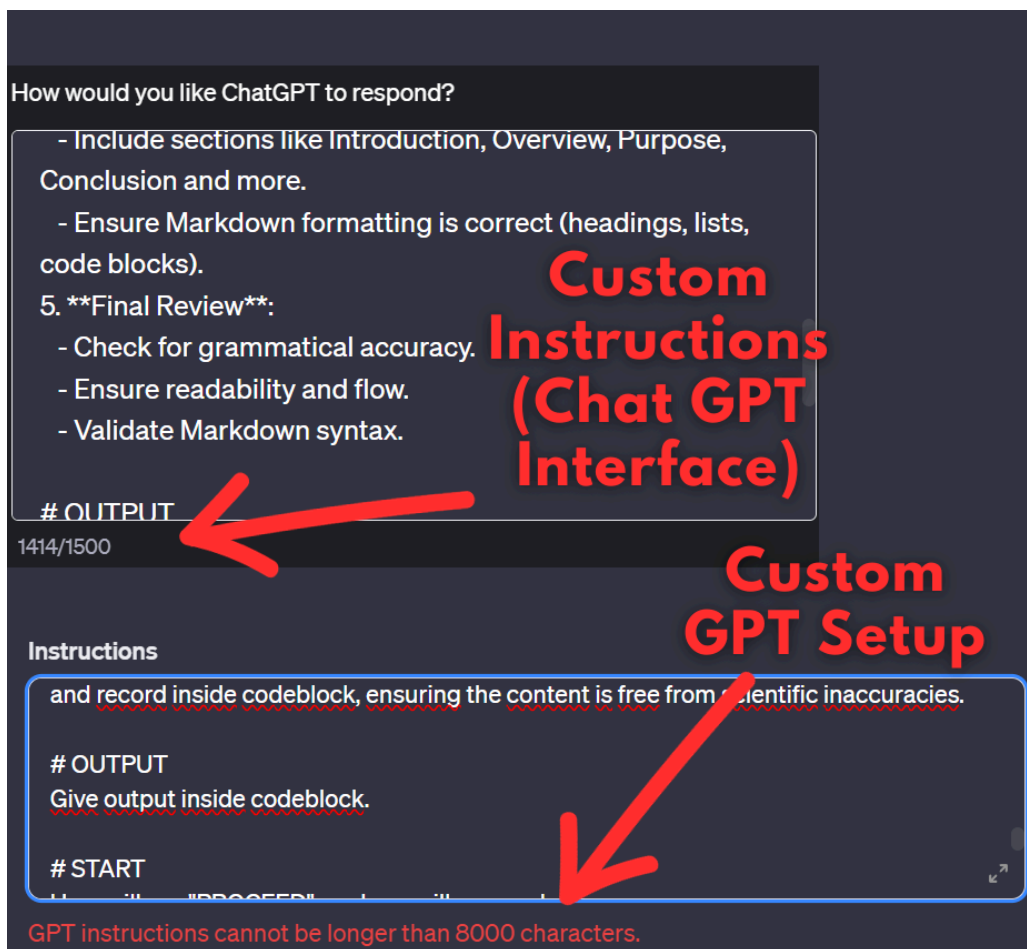 How would you like ChatGPT to respond?
- Include sections like Introduction, Overview, Purpose,
Conclusion and more.
- Ensure Markdown formatting is correct (headings, lists,
code blocks).
5. **Final Review**:
- Check for grammatical accuracy.
- Ensure readability and flow.
- Validate Markdown syntax.
# OUTPUT
1414/1500
Custom
Instructions
(Chat GPT
Interface)
Custom
GPT Setup
Instructions
and record inside codeblock, ensuring the content is free from scientific inaccuracies.
# OUTPUT
Give output inside codeblock.
# START
"PROCEED"
GPT instructions cannot be longer than 8000 characters.